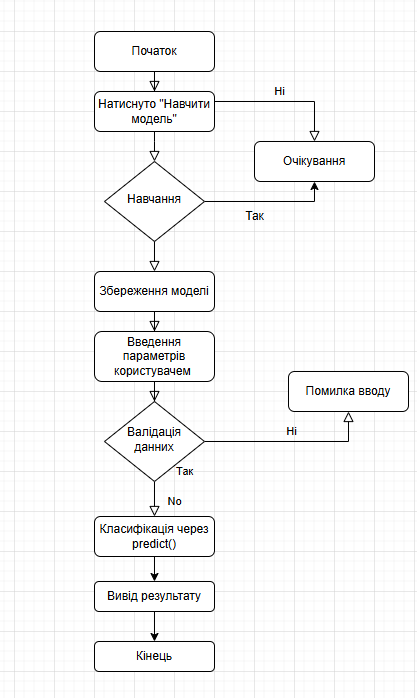 Початок
Ні
Натиснуто "Навчити
модель"
Очікування
Навчання
Так
Збереження моделі
Введення
параметрів
користувачем
Помилка вводу
Валідація
данних
Ні
Так
No
Класифікація через
predict()
Вивід результату
Кінець